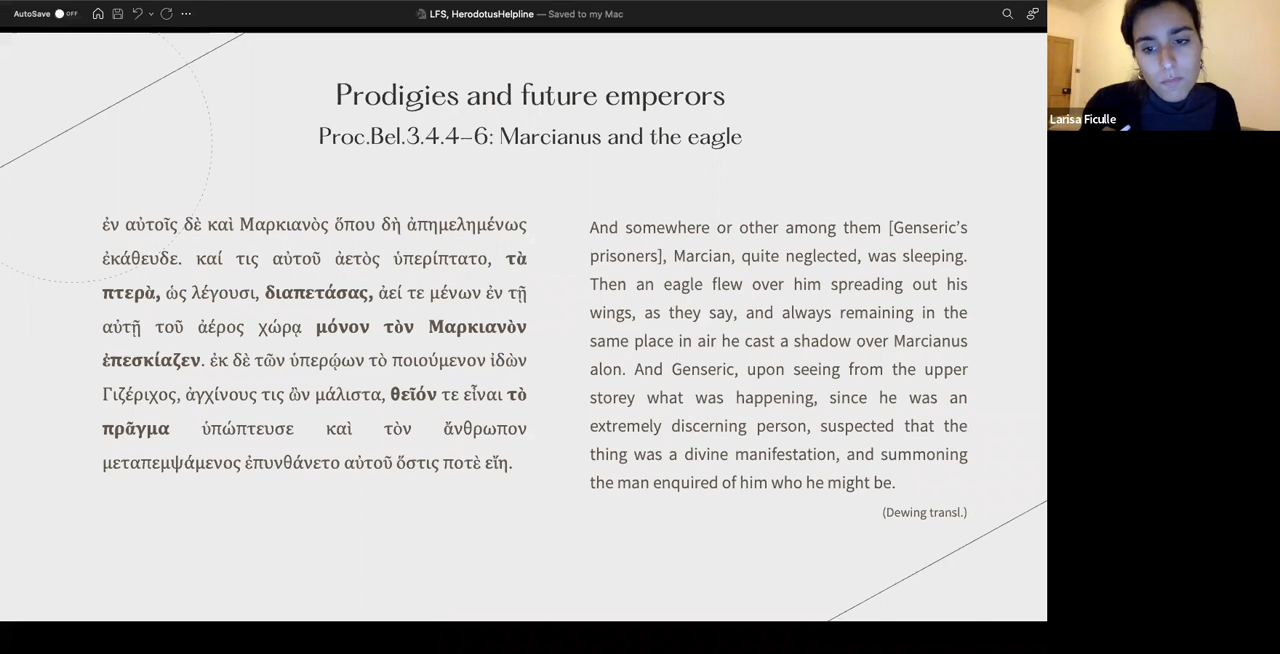 AutoSave OFF
LFS, HerodotusHelpline — Saved to my Mac
Prodigies and future emperors
Proc.Bel.3.4.4–6: Marcianus and the eagle
ἐν αὐτοῖς δὲ καὶ Μαρκιανὸς ὅπου δὴ ἀπημελημένως
ἐκάθευδε. καί τις αὐτοῦ ἀετὸς ὑπερίπτατο, τὰ
πτερὰ, ὡς λέγουσι, διαπετάσας, ἀεί τε μένων ἐν τῇ
αὐτῇ τοῦ ἀέρος χώρᾳ μόνον τὸν Μαρκιανὸν
ἐπεσκίαζεν. ἐκ δὲ τῶν ὑπερῴων τὸ ποιούμενον ἰδὼν
Γιζέριχος, ἀγχίνους τις ὢν μάλιστα, θεῖόν τε εἶναι τὸ
πρᾶγμα ὑπώπτευσε καὶ τὸν ἄνθρωπον
μεταπεμψάμενος ἐπυνθάνετο αὐτοῦ ὅστις ποτὲ εἴη.
And somewhere or other among them [Genseric’s
prisoners], Marcian, quite neglected, was sleeping.
Then an eagle flew over him spreading out his
wings, as they say, and always remaining in the
same place in air he cast a shadow over Marcianus
alon. And Genseric, upon seeing from the upper
storey what was happening, since he was an
extremely discerning person, suspected that the
thing was a divine manifestation, and summoning
the man enquired of him who he might be.
(Dewing transl.)
Larisa Ficulle